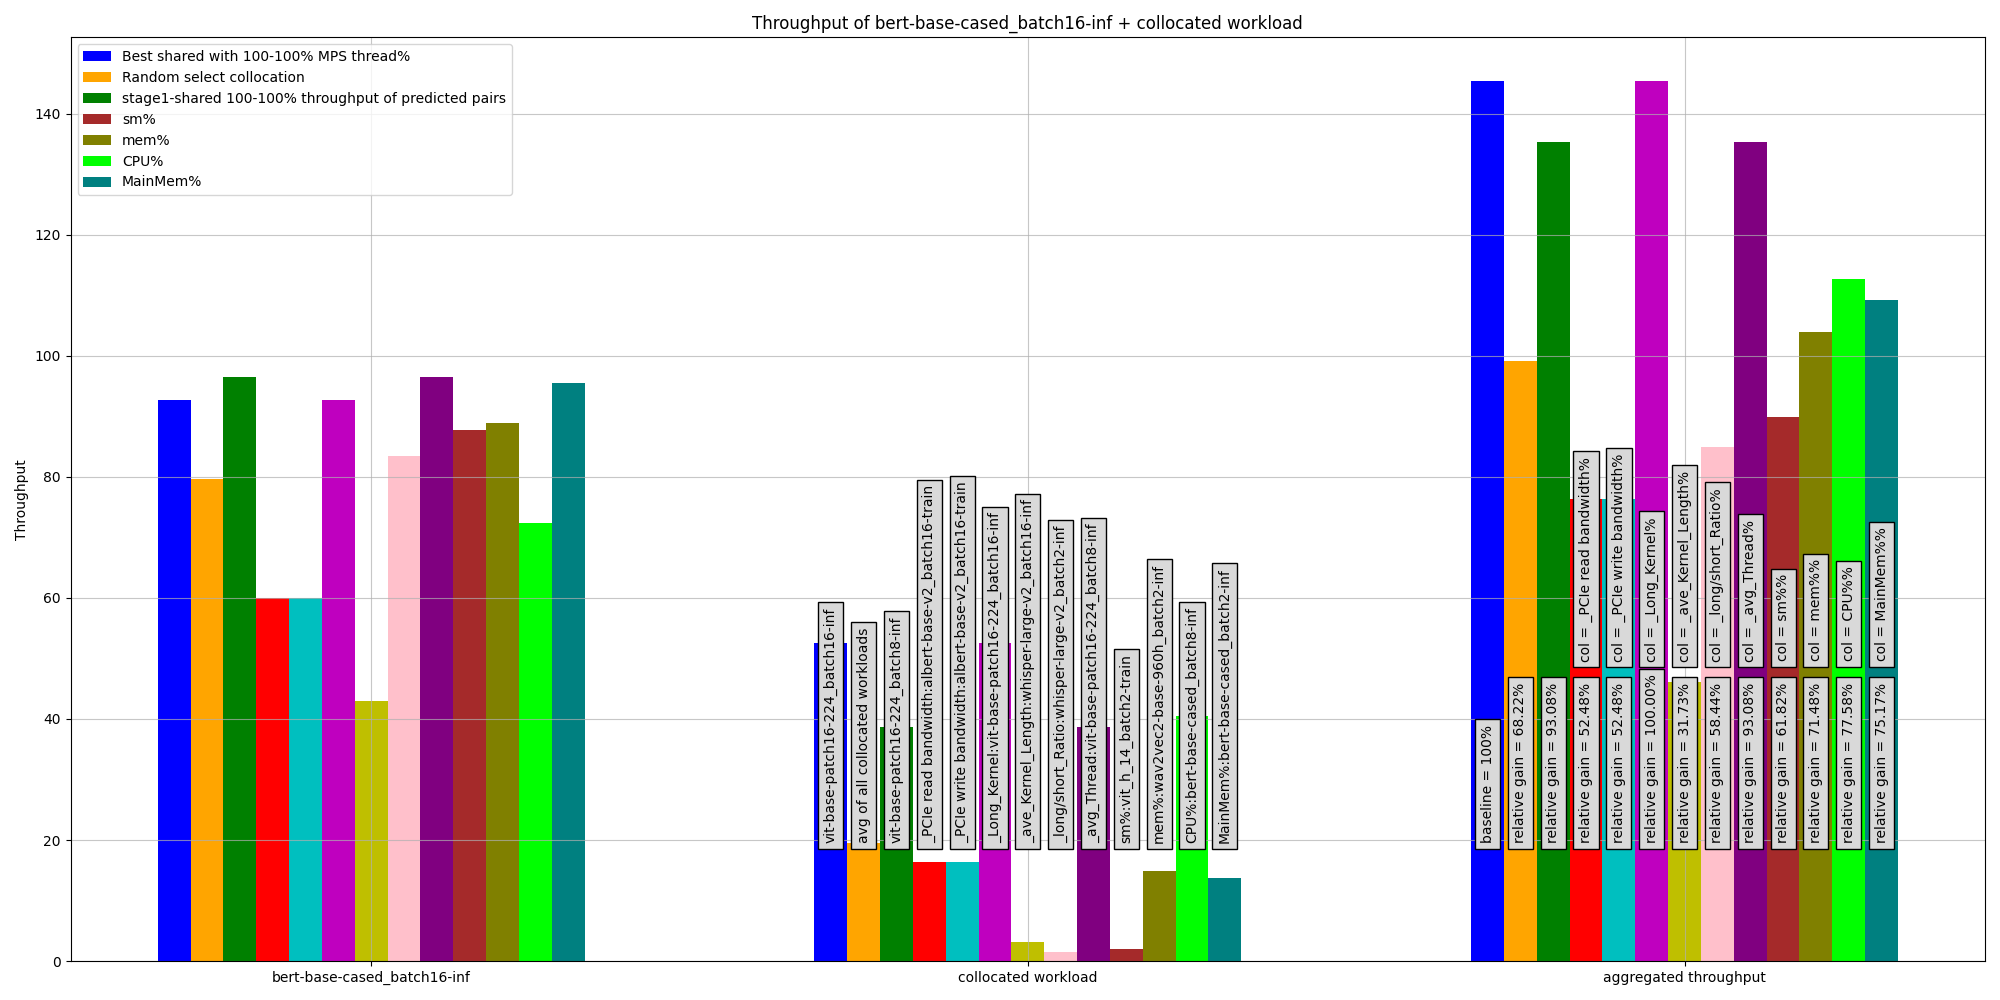 Throughput of bert-base-cased_batch16-inf + collocated workload
Best shared with 100-100% MPS thread%
Random select collocation
stage1-shared 100-100% throughput of predicted pairs
sm%
mem%
CPU%
MainMem%
Throughput
140
120
100
80
60
40
20
0
vit-base-patch16-224_batch16-inf
avg of all collocated workloads
vit-base-patch16-224_batch8-inf
_PCIe read bandwidth:albert-base-v2_batch16-train
_PCIe write bandwidth:albert-base-v2_batch16-train
_Long_Kernel:vit-base-patch16-224_batch16-inf
_ave_Kernel_Length:whisper-large-v2_batch16-inf
_long/short_Ratio:whisper-large-v2_batch2-inf
_avg_Thread:vit-base-patch16-224_batch8-inf
sm%:vit_h_14_batch2-train
mem%:wav2vec2-base-960h_batch2-inf
CPU%:bert-base-cased_batch8-inf
MainMem%:bert-base-cased_batch2-inf
col = _PCIe read bandwidth%
col = _PCIe write bandwidth%
col = _Long_Kernel%
col = _ave_Kernel_Length%
col = _long/short_Ratio%
col = _avg_Thread%
col = sm%%
col = mem%%
col = CPU%%
col = MainMem%%
baseline = 100%
relative gain = 68.22%
relative gain = 93.08%
relative gain = 52.48%
relative gain = 52.48%
relative gain = 100.00%
relative gain = 31.73%
relative gain = 58.44%
relative gain = 93.08%
relative gain = 61.82%
relative gain = 71.48%
relative gain = 77.58%
relative gain = 75.17%
bert-base-cased_batch16-inf
collocated workload
aggregated throughput